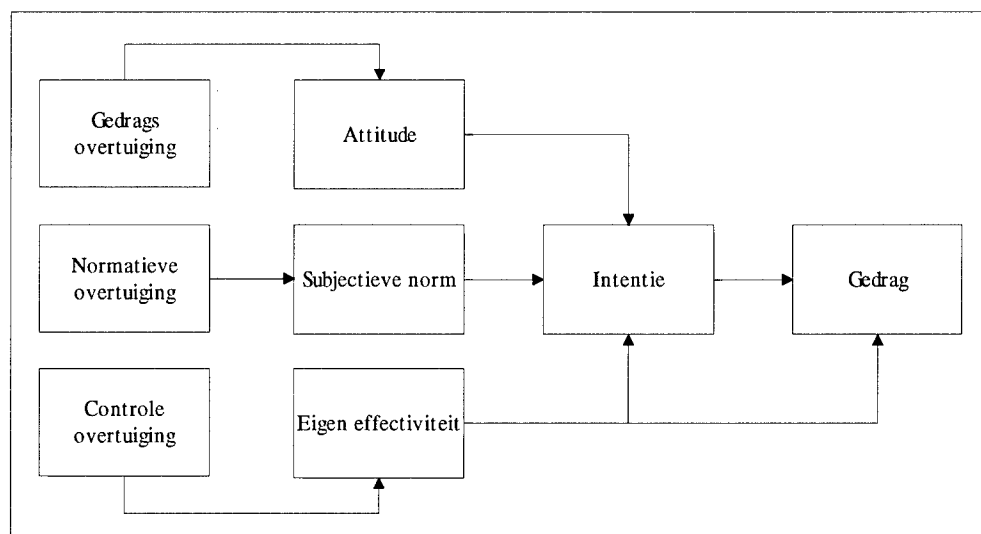 Gedrags
overtuiging
Attitude
Normatieve
overtuiging
Subjectieve norm
Intentie
Gedrag
Controle
overtuiging
Eigen effectiviteit